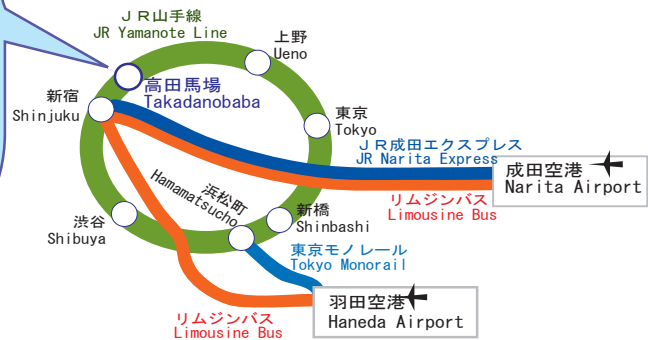 ＪＲ山手線
JR Yamanote Line
上野
Ueno
高田馬場
Takadanobaba
新宿
Shinjuku
東京
Tokyo
ＪＲ成田エクスプレス
JR Narita Express
成田空港
Narita Airport
リムジンバス
Limousine Bus
浜松町
Hamamatsucho
新橋
Shinbashi
渋谷
Shibuya
東京モノレール
Tokyo Monorail
羽田空港
Haneda Airport
リムジンバス
Limousine Bus